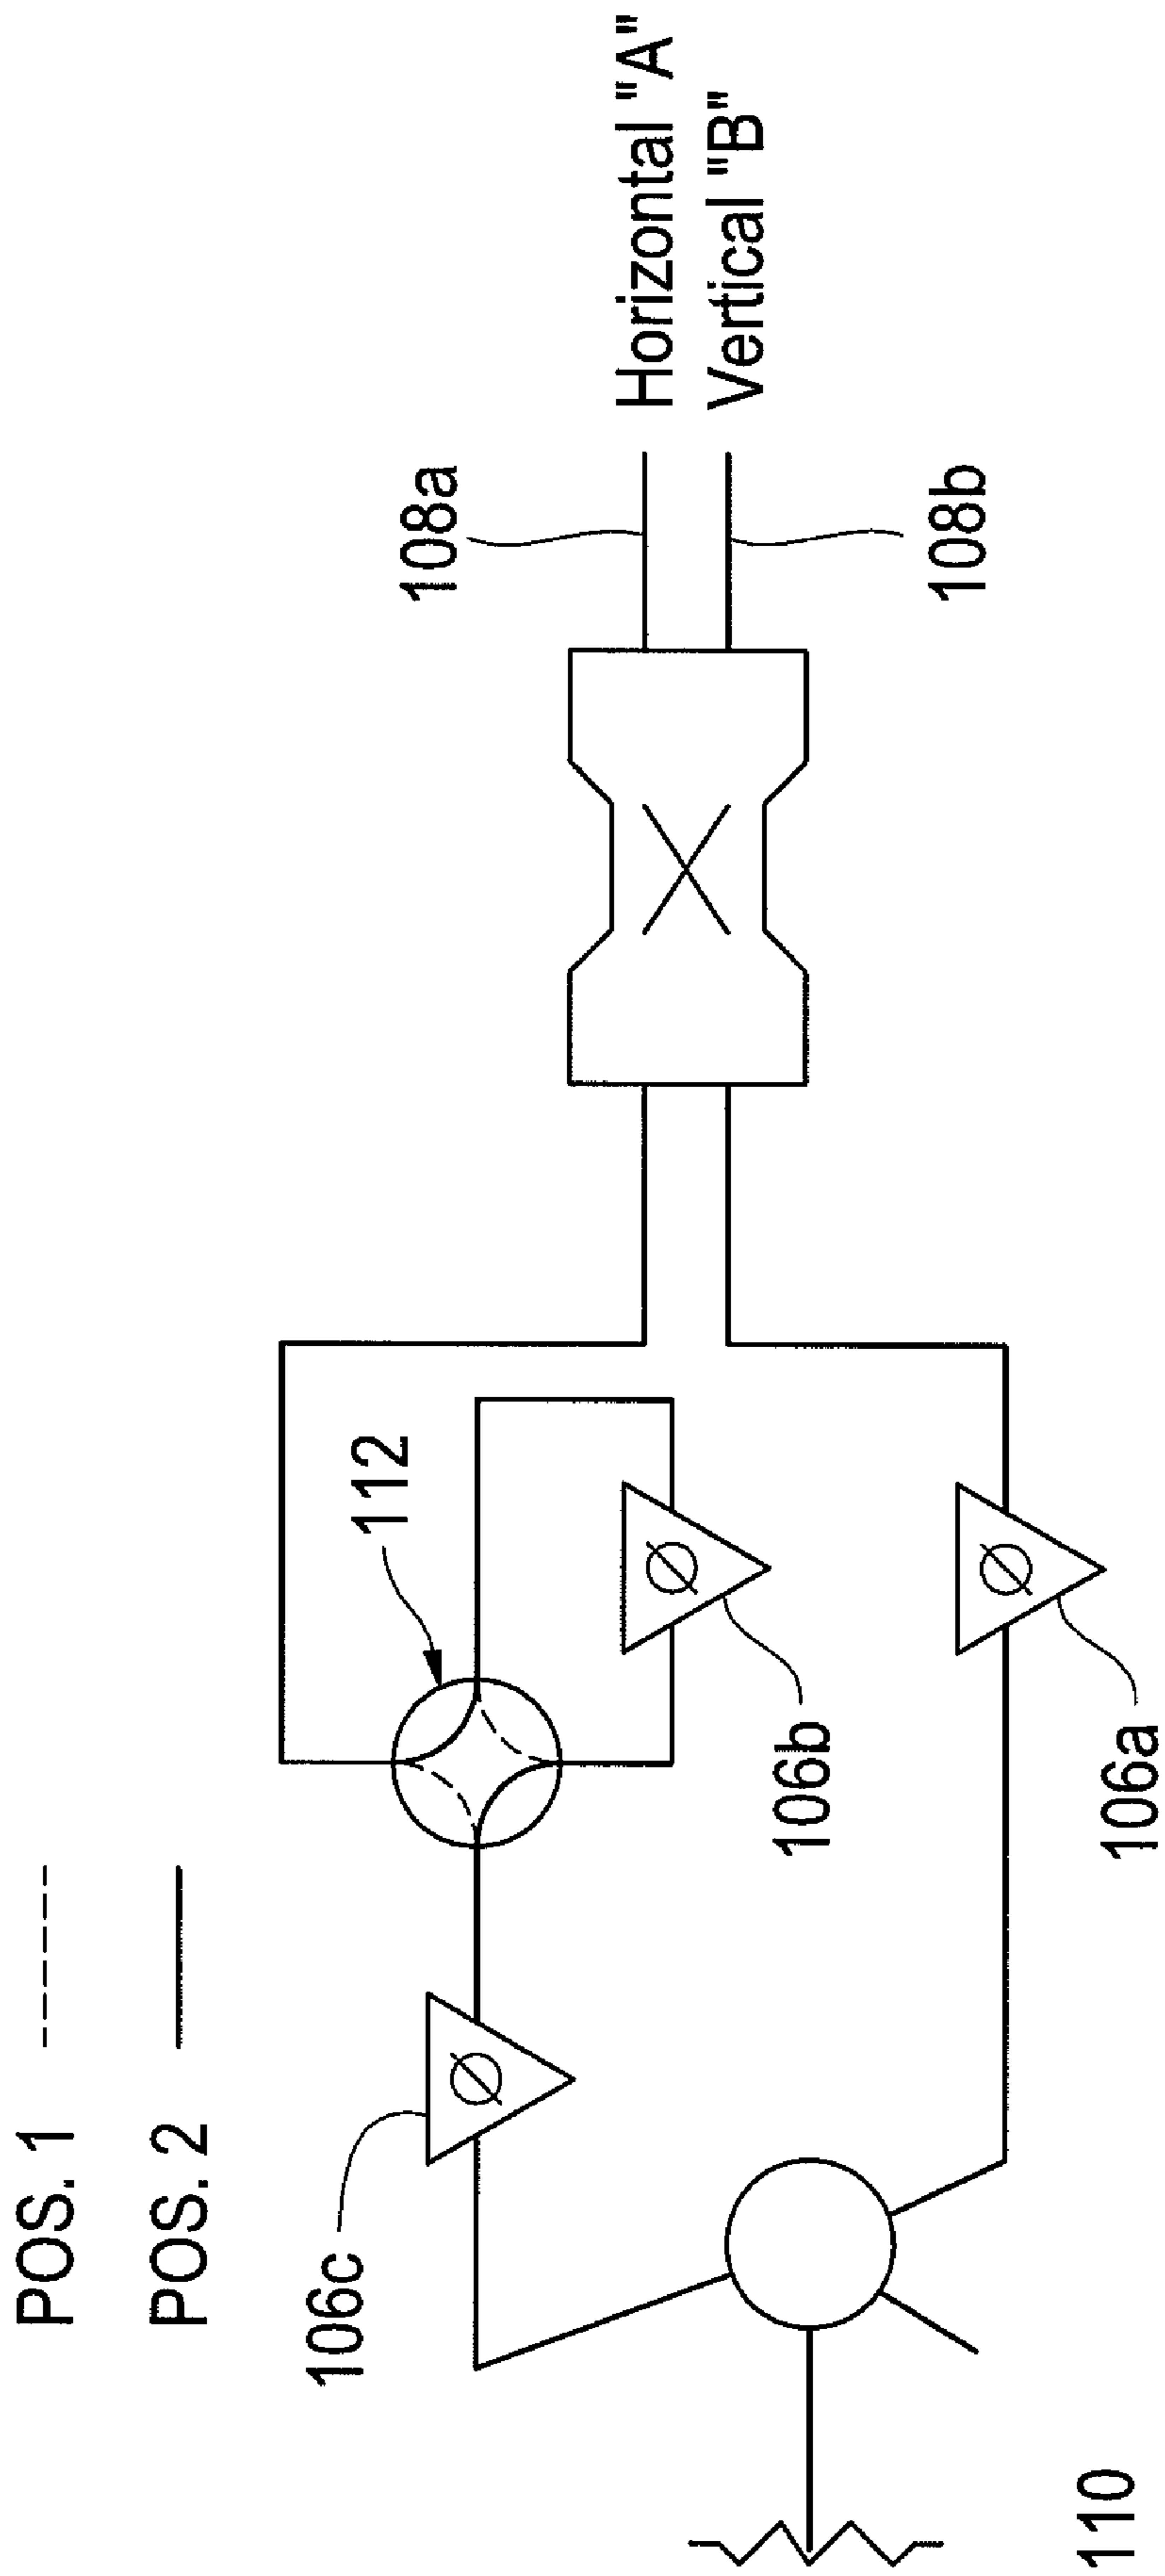 POS. 1
POS. 2
106c
112
108a
Horizontal "A"
Vertical "B"
108b
106b
106a
110